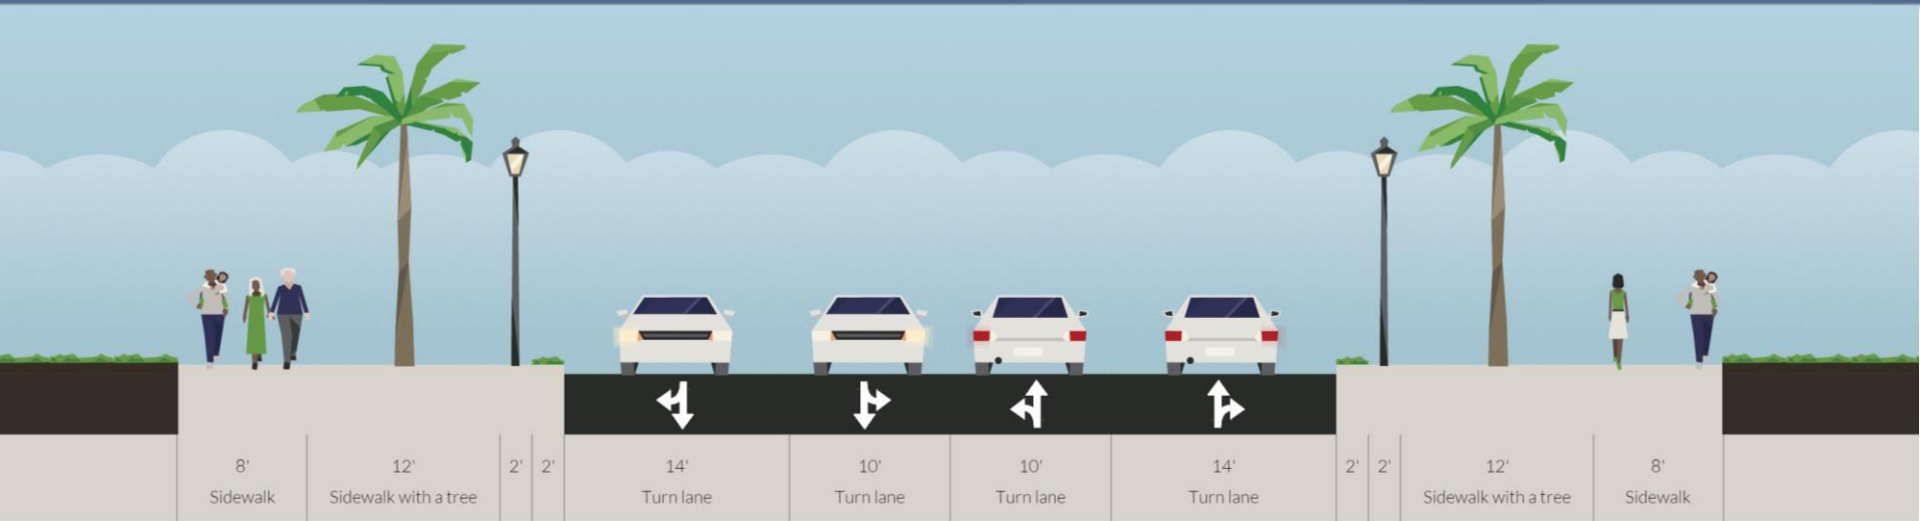 8' 12' 2' 2' 14' 10' 10' 14' 2' 2' 12' 8'
Sidewalk Sidewalk with a tree Turn lane Turn lane Turn lane Turn lane Sidewalk with a tree Sidewalk